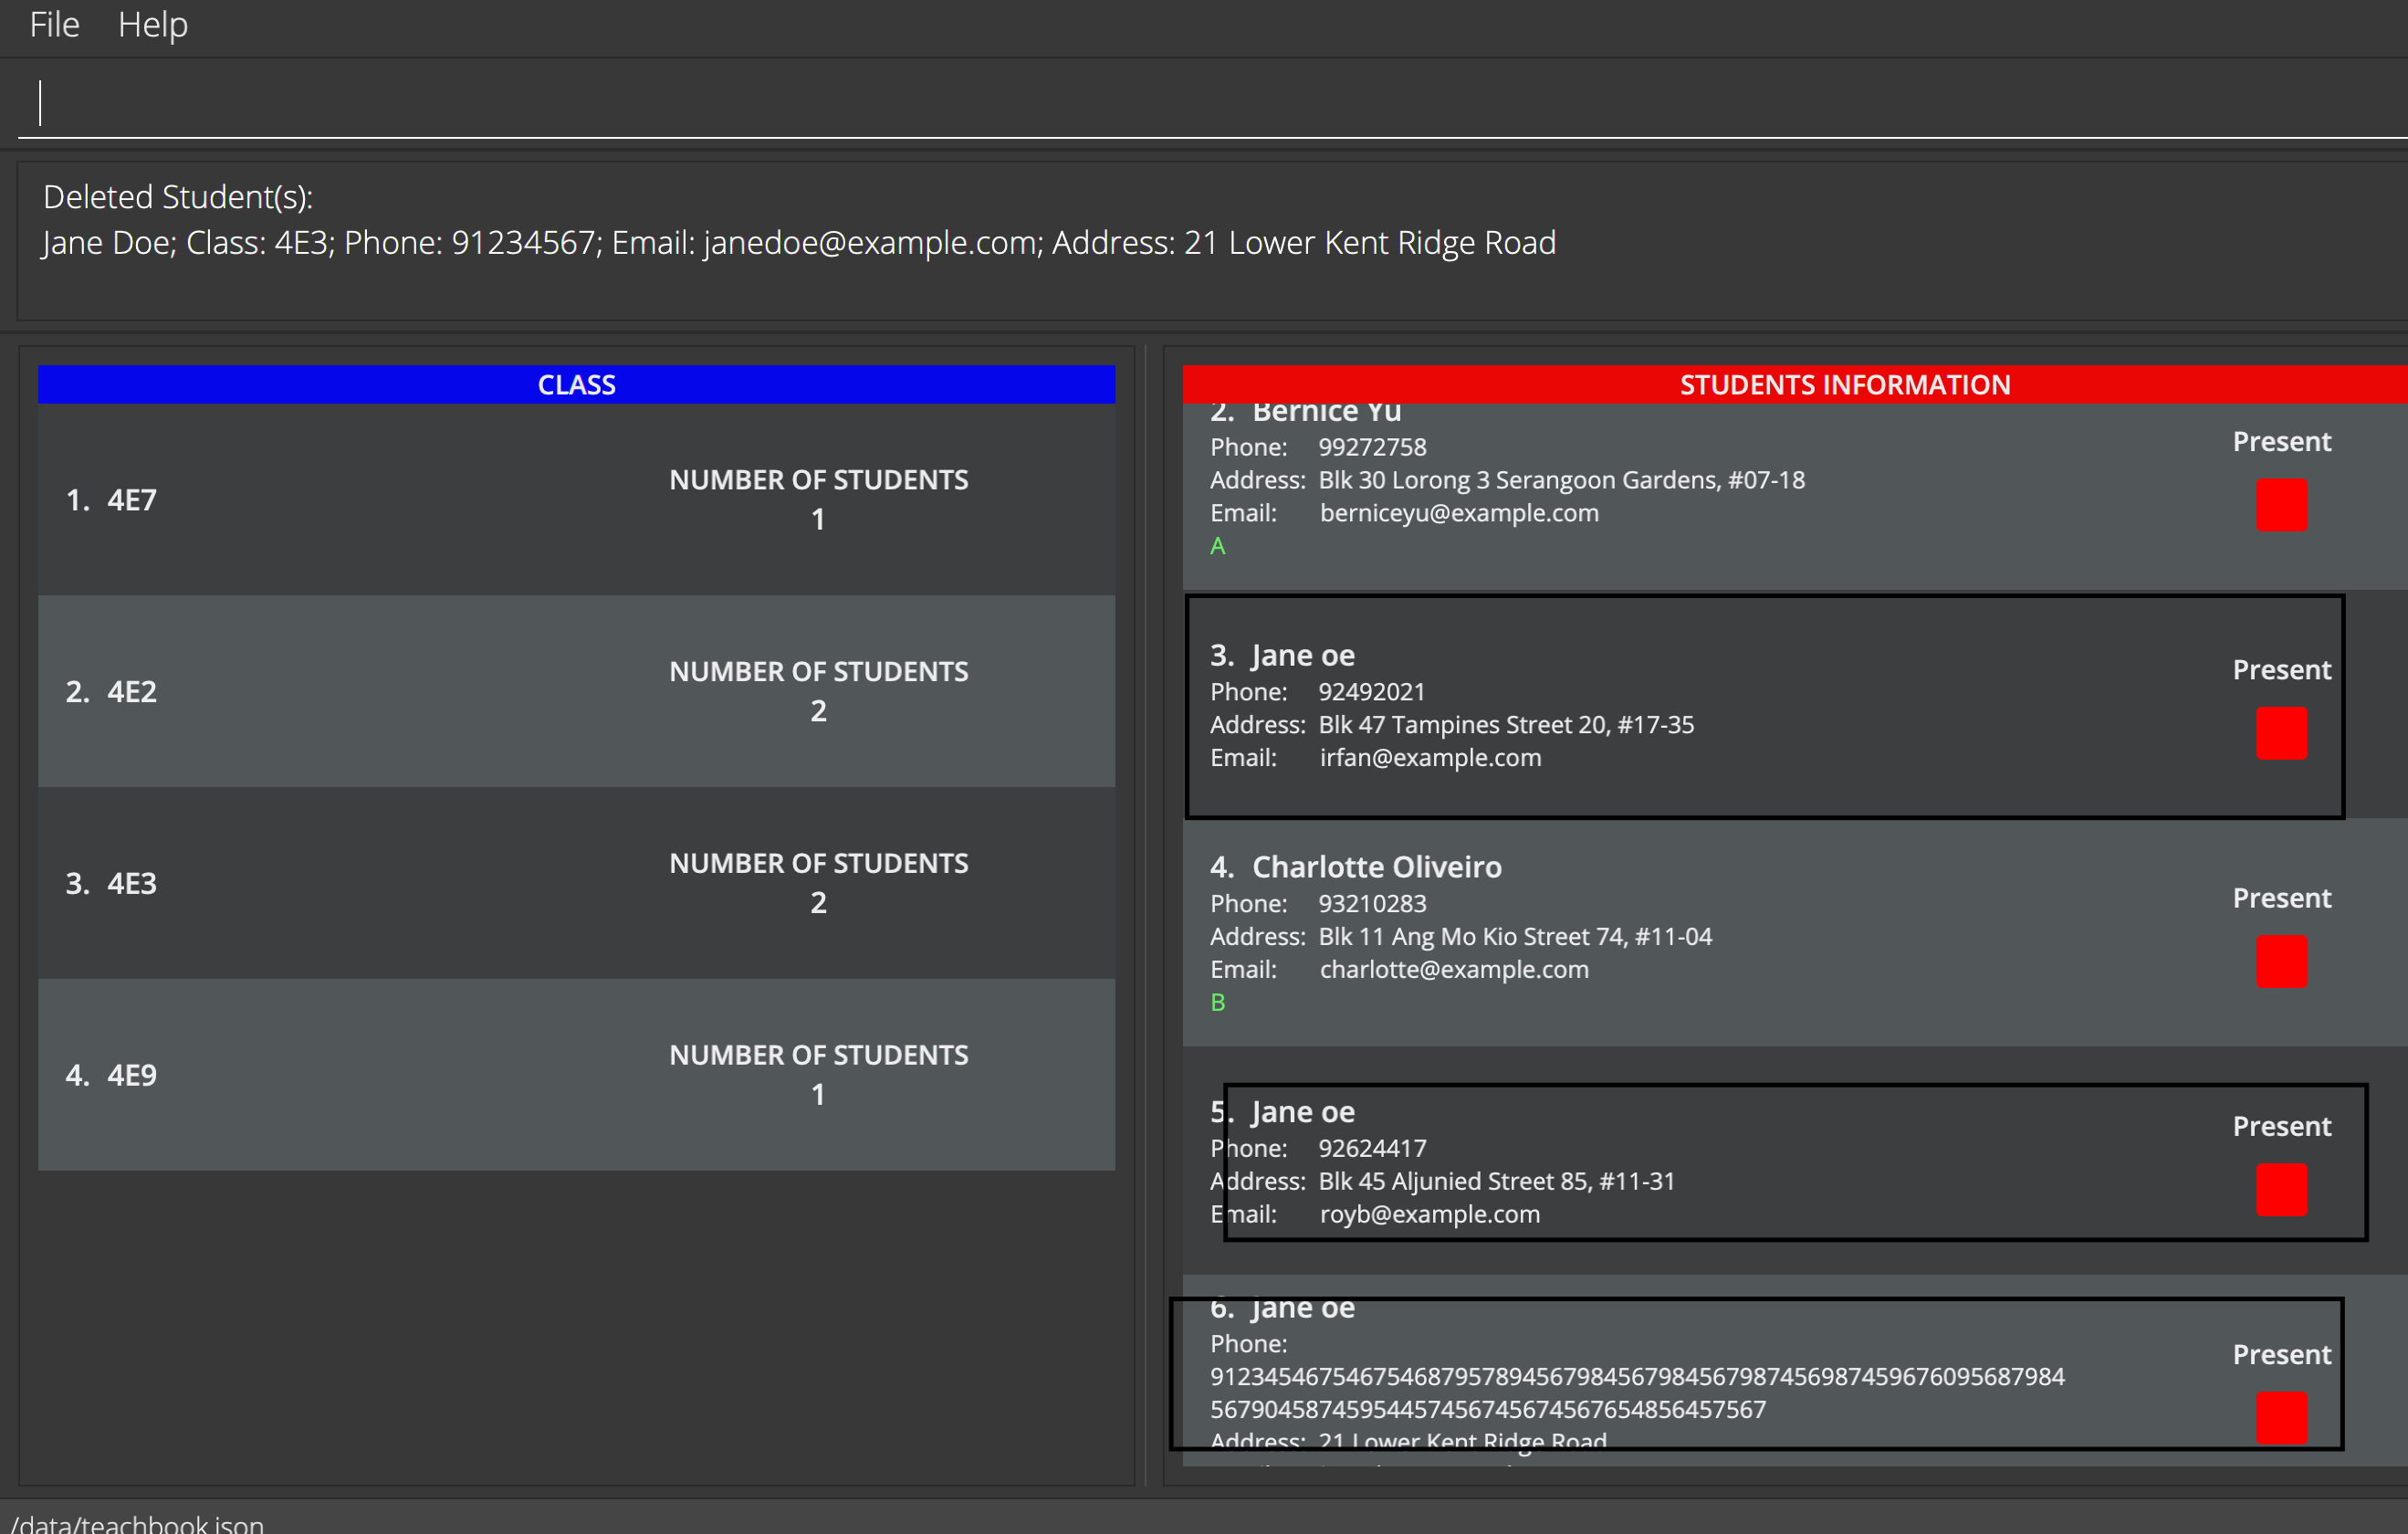 File Help
Deleted Student(s):
Jane Doe; Class: 4E3; Phone: 91234567; Email: janedoe@example.com; Address: 21 Lower Kent Ridge Road
CLASS
1. 4E7
NUMBER OF STUDENTS
1
2. 4E2
NUMBER OF STUDENTS
2
3. 4E3
NUMBER OF STUDENTS
2
4. 4E9
NUMBER OF STUDENTS
1
STUDENTS INFORMATION
2. Bernice Yu
Phone: 99272758
Address: Blk 30 Lorong 3 Serangoon Gardens, #07-18
Email: berniceyu@example.com
A
Present
3. Jane oe
Phone: 92492021
Address: Blk 47 Tampines Street 20, #17-35
Email: irfan@example.com
Present
4. Charlotte Oliveiro
Phone: 93210283
Address: Blk 11 Ang Mo Kio Street 74, #11-04
Email: charlotte@example.com
B
Present
5. Jane oe
Phone: 92624417
Address: Blk 45 Aljunied Street 85, #11-31
Email: royb@example.com
Present
6. Jane oe
Phone:
9123454675467546879578945679845679845679874569874596760956879​84
567904587459544574567456745676548564575​67
Address: 21 Lower Kent Ridge Road
Present
/data/teachbook.json